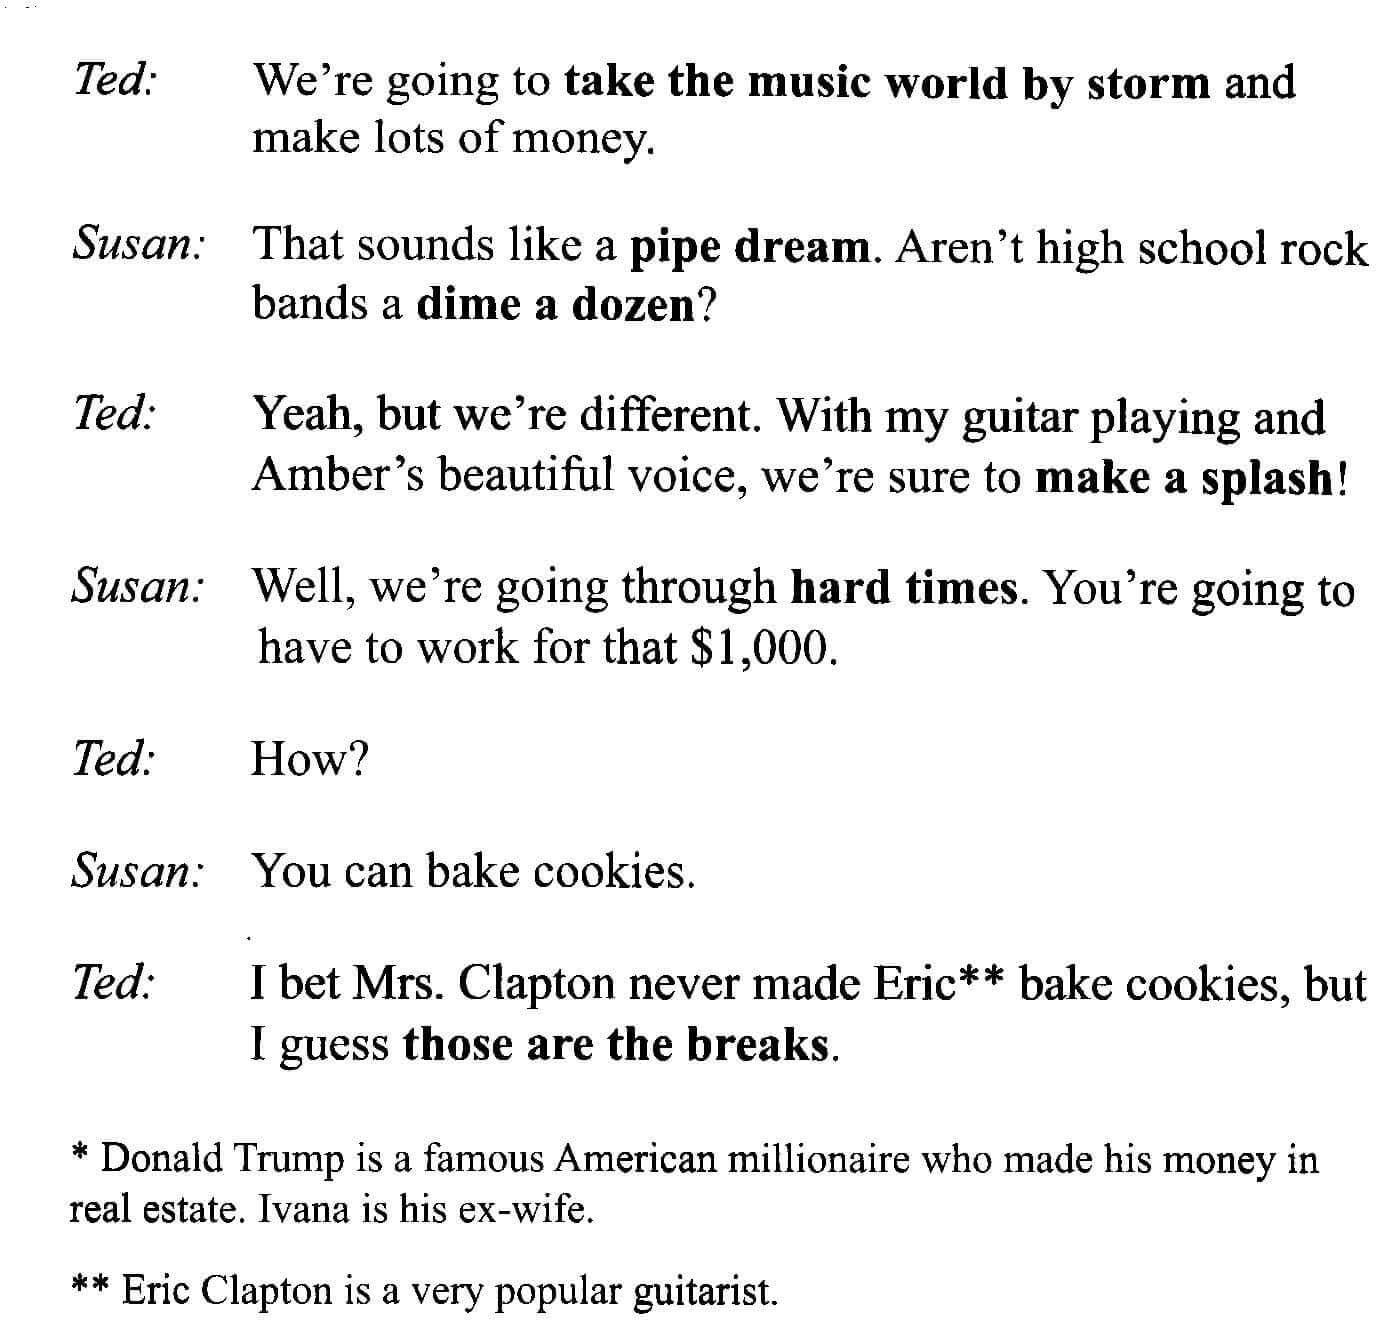 Ted: We're going to take the music world by storm and
make lots of money.
Susan: That sounds like a pipe dream. Aren't high school rock
bands a dime a dozen?
Ted: Yeah, but we're different. With my guitar playing and
Amber's beautiful voice, we're sure to make a splash!
Susan: Well, we're going through hard times. You're going to
have to work for that $1,000.
Ted: How?
Susan: You can bake cookies.
Ted: I bet Mrs. Clapton never made Eric** bake cookies, but
I guess those are the breaks.
* Donald Trump is a famous American millionaire who made his money in
real estate. Ivana is his ex-wife.
** Eric Clapton is a very popular guitarist.